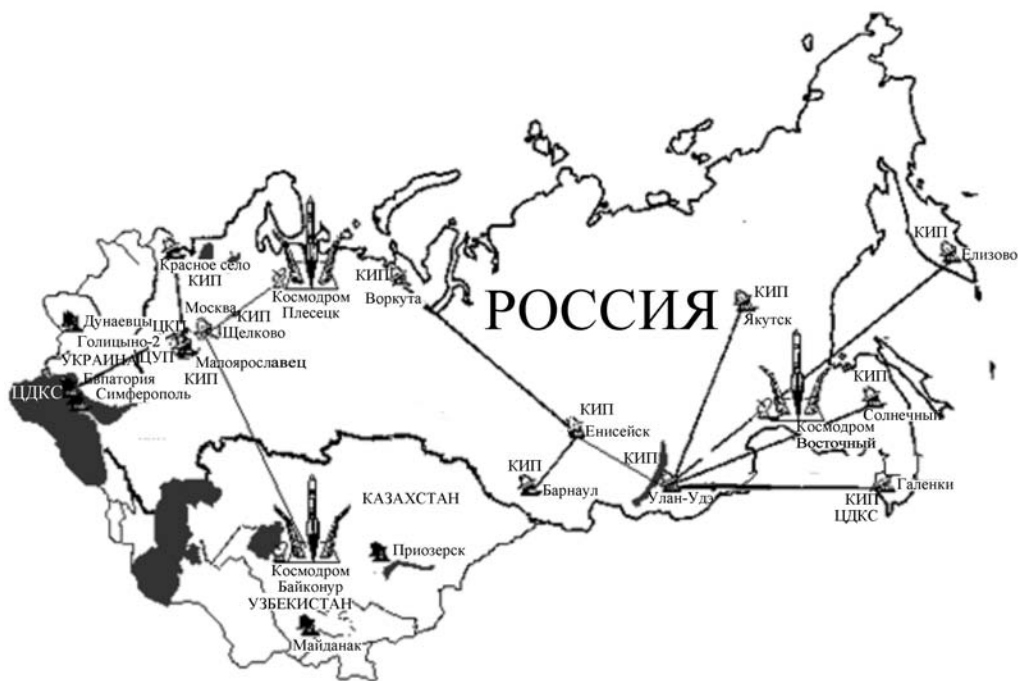 КИП
Елизово
Красное село
КИП
Космодром
Плесецк
КИП
Воркута
РОССИЯ
КИП
Якутск
Москва
КИП
Щелково
Дунаевцы
ЦКП
Голицыно-2
УКРАИНА
ЦУП
Малоярославец
КИП
Евпатория
ЦДКС
Симферополь
КИП
Солнечный
Космодром
Восточный
КИП
Енисейск
КИП
Барнаул
КИП
Улан-Удэ
Галенки
КИП
ЦДКС
КАЗАХСТАН
Приозерск
Космодром
Байконур
УЗБЕКИСТАН
Майданак